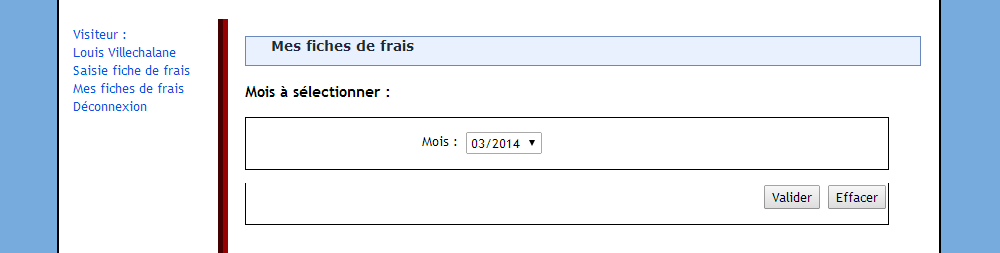 Visiteur :
Louis Villechalane
Saisie fiche de frais
Mes fiches de frais
Déconnexion
Mes fiches de frais
Mois à sélectionner :
Mois : 03/2014
Valider Effacer